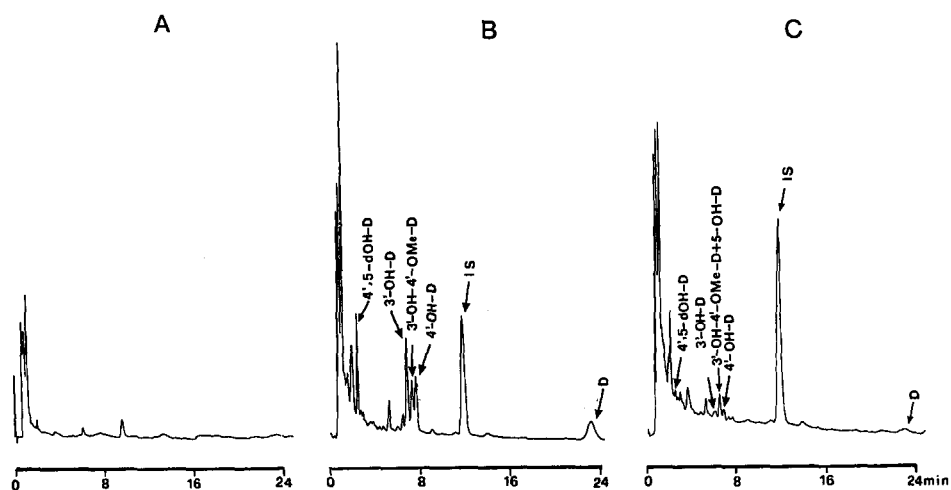 A
B
C
4',5-dOH-D
3'-OH-D
3'-OH-4'-OMe-D
4'-OH-D
IS
D
4',5-dOH-D
3'-OH-D
3'-OH-4'-OMe-D+5-OH-D
4'-OH-D
IS
D
0 8 16 24
0 8 16 24
0 8 16 24min